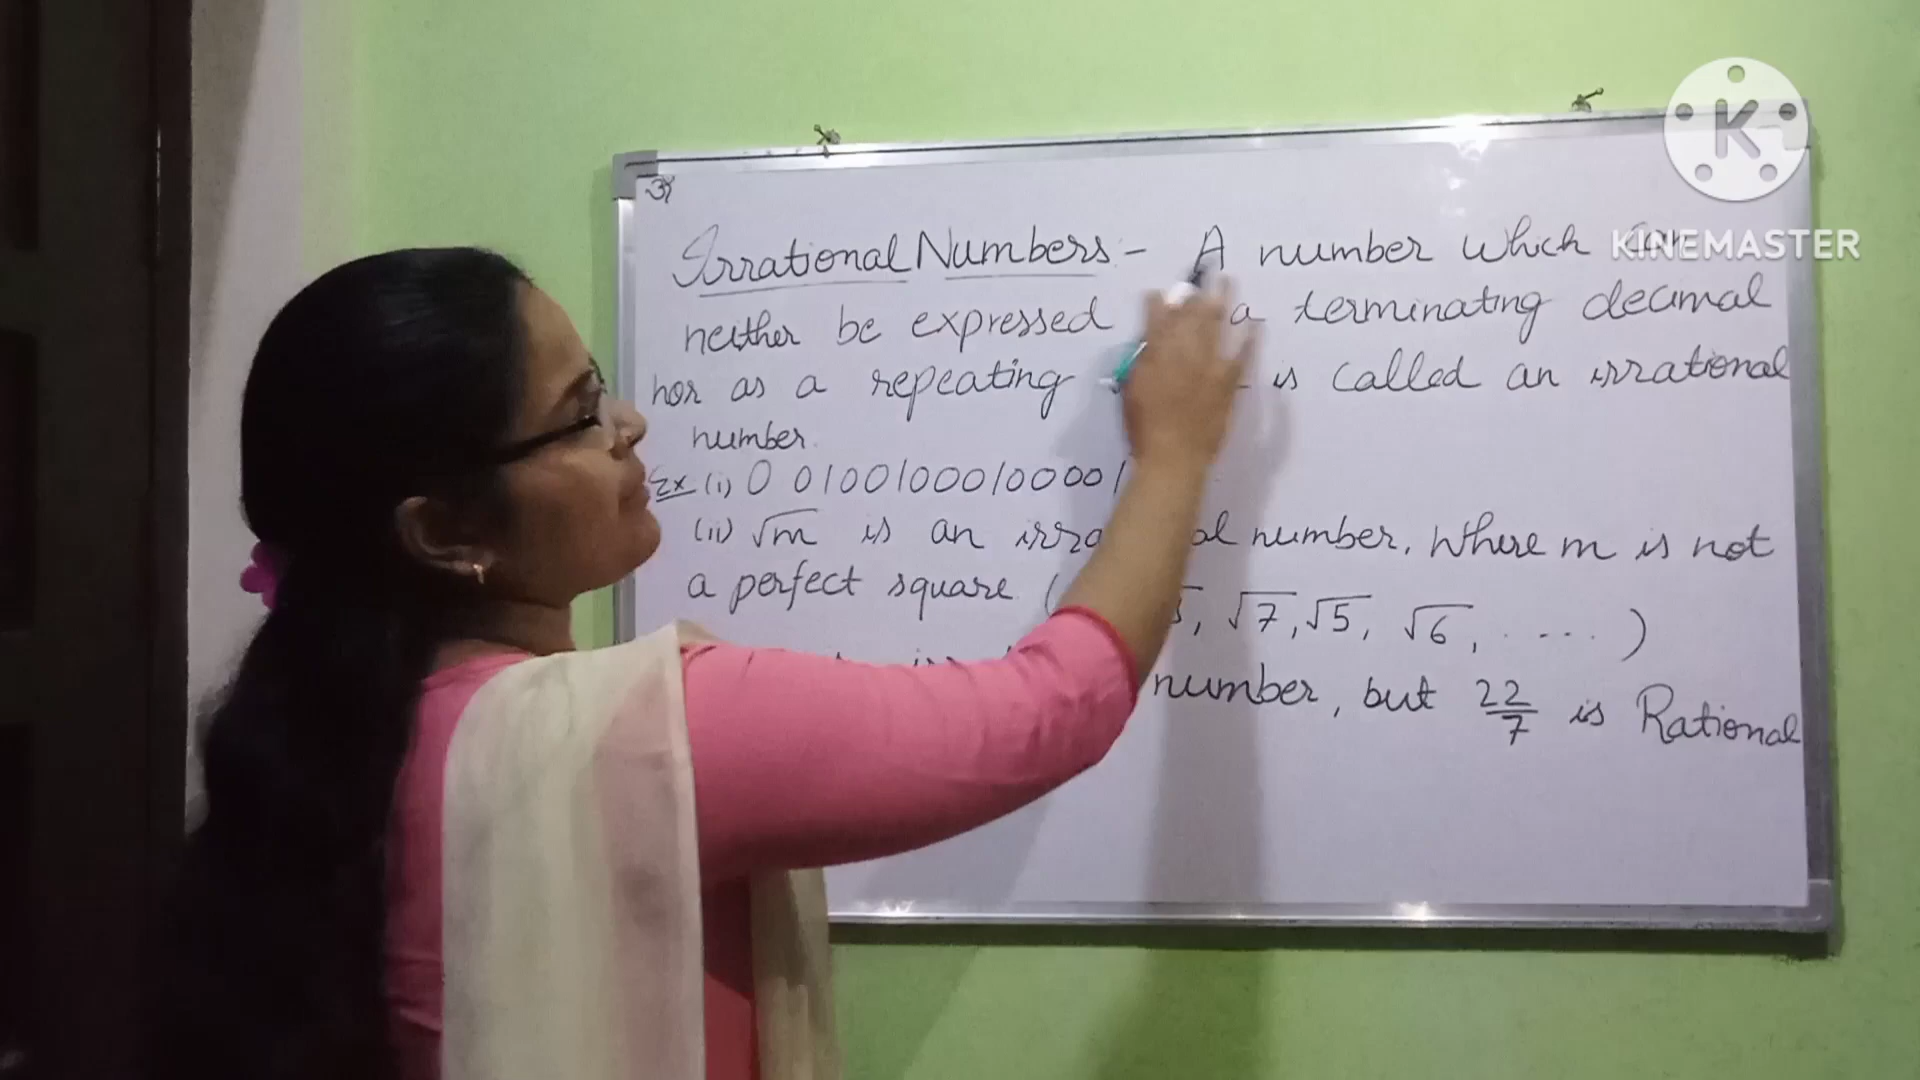 ॐ
K
KINEMASTER
Irrational Numbers:- A number which can
neither be expressed a terminating decimal
nor as a repeating is called an irrational
number.
Ex (i) 0 01001000100001
(ii) √m is an number, where m is not
a perfect square ( √7, √5, √6, ..... )
number, but 22/7 is Rational